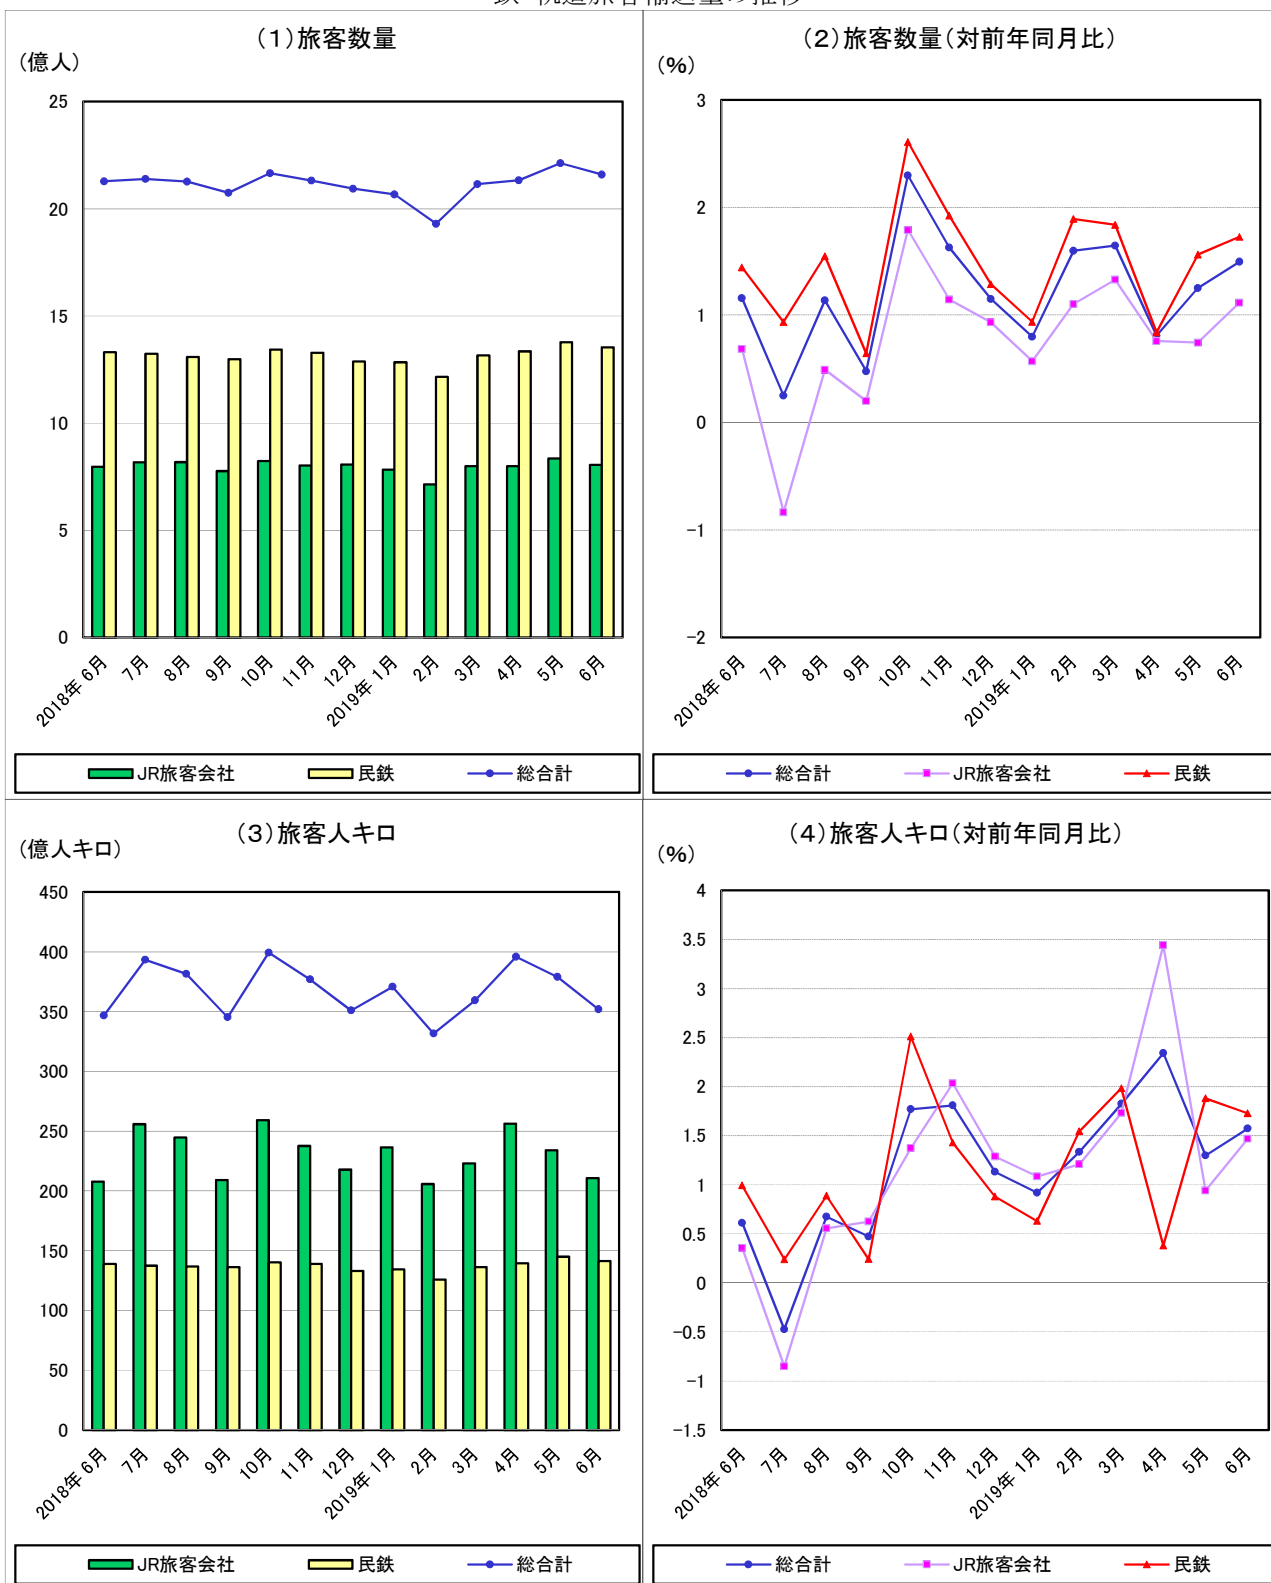 (1)旅客数量
(億人)
25
20
15
10
5
0
2018年 6月
7月
8月
9月
10月
11月
12月
2019年 1月
2月
3月
4月
5月
6月
JR旅客会社 民鉄 総合計
(2)旅客数量(対前年同月比)
(%)
3
2
1
0
-1
-2
2018年 6月
7月
8月
9月
10月
11月
12月
2019年 1月
2月
3月
4月
5月
6月
総合計 JR旅客会社 民鉄
(3)旅客人キロ
(億人キロ)
450
400
350
300
250
200
150
100
50
0
2018年 6月
7月
8月
9月
10月
11月
12月
2019年 1月
2月
3月
4月
5月
6月
JR旅客会社 民鉄 総合計
(4)旅客人キロ(対前年同月比)
(%)
4
3.5
3
2.5
2
1.5
1
0.5
0
-0.5
-1
-1.5
2018年 6月
7月
8月
9月
10月
11月
12月
2019年 1月
2月
3月
4月
5月
6月
総合計 JR旅客会社 民鉄